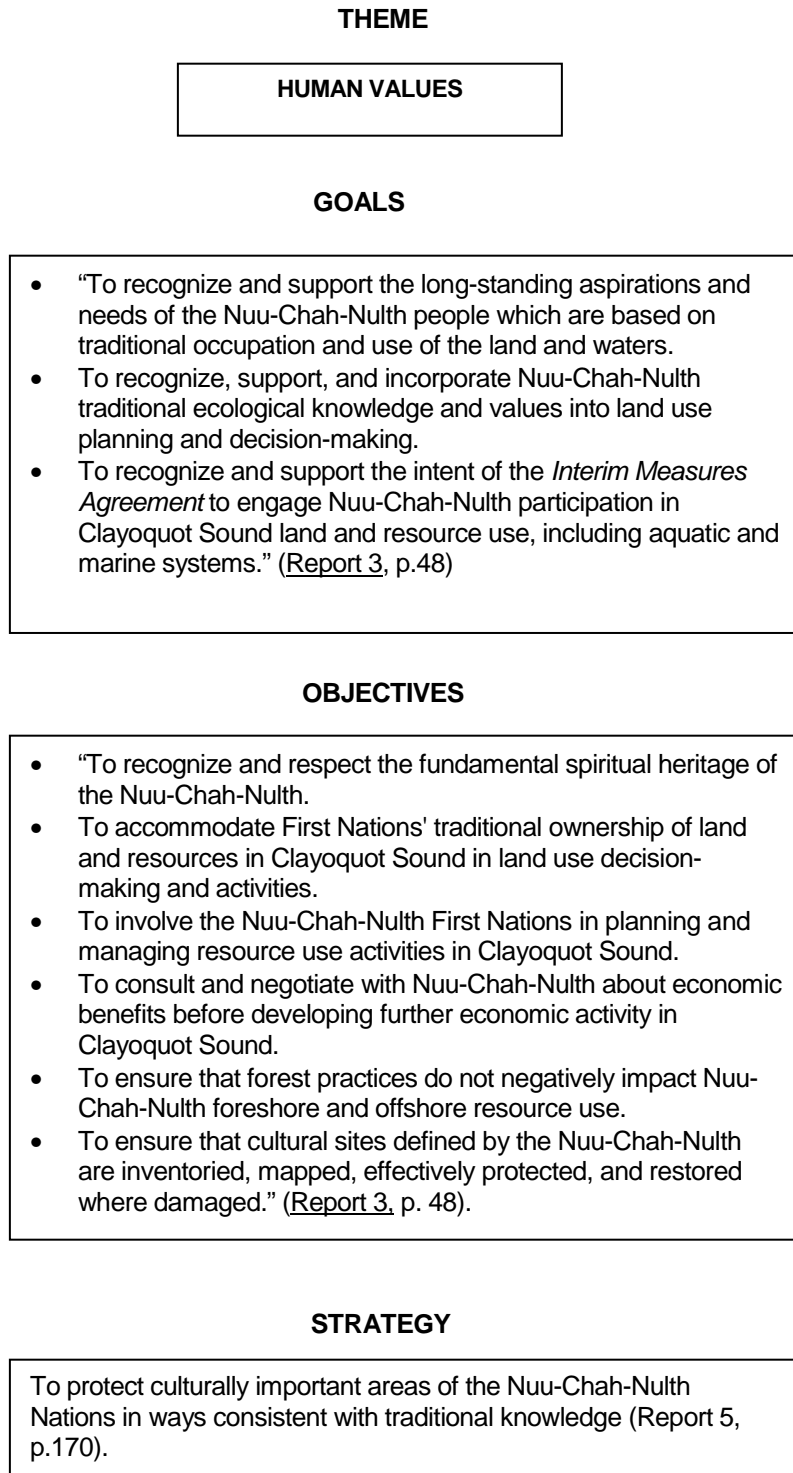 THEME
HUMAN VALUES
GOALS
• “To recognize and support the long-standing aspirations and
needs of the Nuu-Chah-Nulth people which are based on
traditional occupation and use of the land and waters.
• To recognize, support, and incorporate Nuu-Chah-Nulth
traditional ecological knowledge and values into land use
planning and decision-making.
• To recognize and support the intent of the Interim Measures
Agreement to engage Nuu-Chah-Nulth participation in
Clayoquot Sound land and resource use, including aquatic and
marine systems.” (Report 3, p.48)
OBJECTIVES
• “To recognize and respect the fundamental spiritual heritage of
the Nuu-Chah-Nulth.
• To accommodate First Nations' traditional ownership of land
and resources in Clayoquot Sound in land use decision-
making and activities.
• To involve the Nuu-Chah-Nulth First Nations in planning and
managing resource use activities in Clayoquot Sound.
• To consult and negotiate with Nuu-Chah-Nulth about economic
benefits before developing further economic activity in
Clayoquot Sound.
• To ensure that forest practices do not negatively impact Nuu-
Chah-Nulth foreshore and offshore resource use.
• To ensure that cultural sites defined by the Nuu-Chah-Nulth
are inventoried, mapped, effectively protected, and restored
where damaged.” (Report 3, p. 48).
STRATEGY
To protect culturally important areas of the Nuu-Chah-Nulth
Nations in ways consistent with traditional knowledge (Report 5,
p.170).